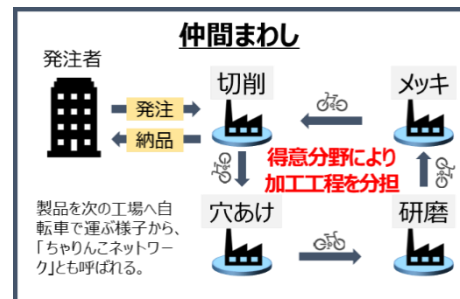 仲間まわし
発注者
切削
メッキ
発注
納品
得意分野により
加工工程を分担
穴あけ
研磨
製品を次の工場へ自
転車で運ぶ様子から、
「ちゃりんこネットワー
ク」とも呼ばれる。